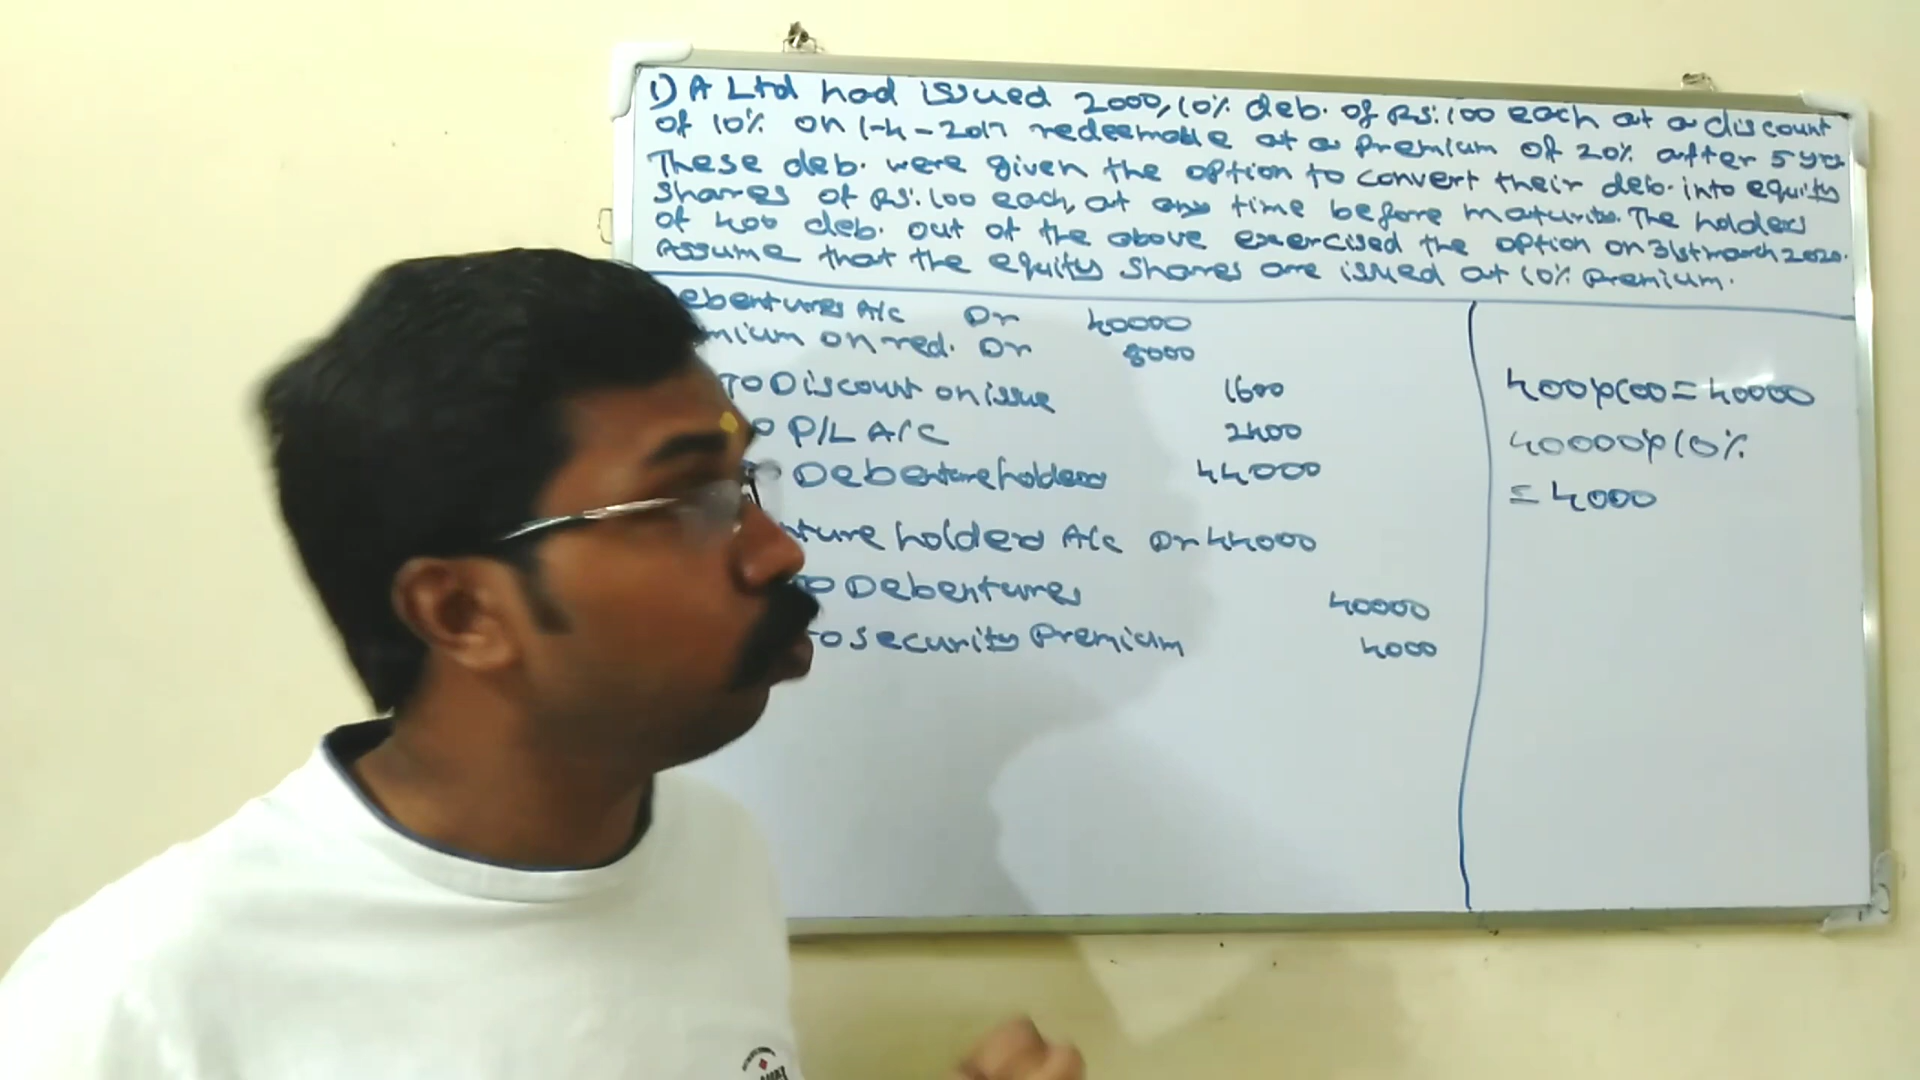 1) A Ltd had issued 2000, 10% deb. of Rs: 100 each at a discount
of 10% on 1-4-2017 redeemable at a premium of 20% after 5 yrs
These deb. were given the option to convert their deb. into equity
shares of Rs: 100 each, at any time before maturity. The holders
of 400 deb. out of the above exercised the option on 31st march 2020.
Assume that the equity shares are issued at 10% premium.
ebentures A/c Dr 40000
mium on red. Dr 8000
To Discount on issue 1600
o P/L A/C 2400
Debentureholders 44000
nture holders A/c Dr 44000
o Debentures 40000
To security Premium 4000
400x100=40000
40000x10%
= 4000